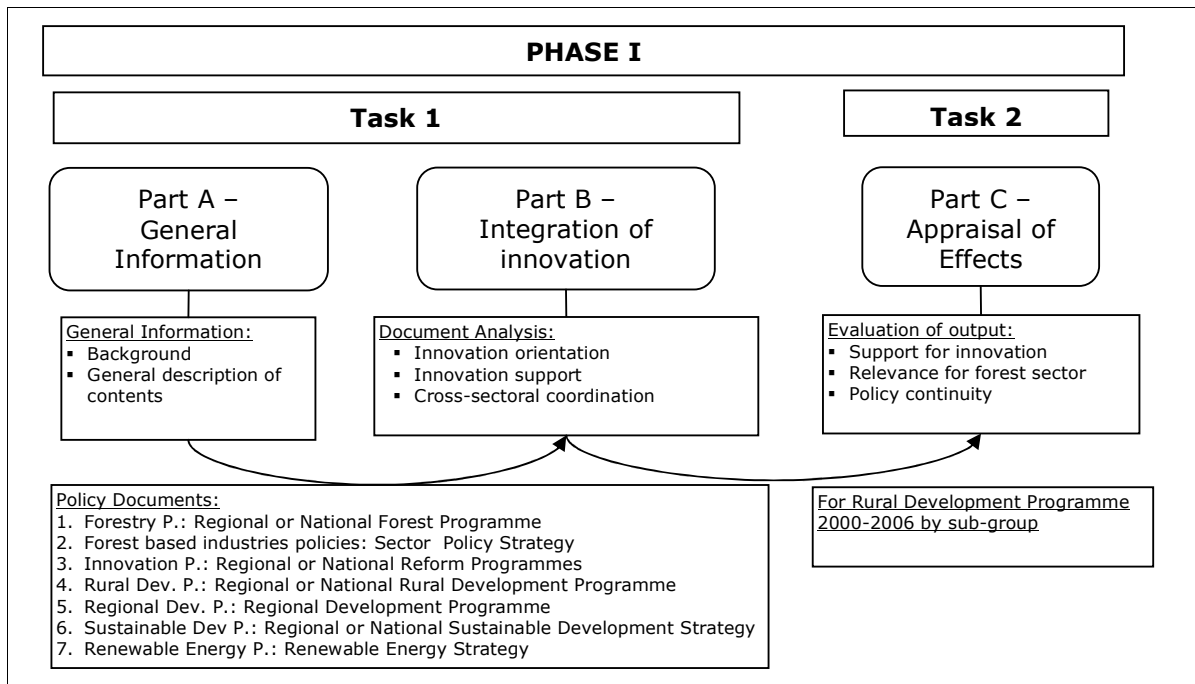 PHASE I
Task 1
Task 2
Part A –
General
Information
Part B –
Integration of
innovation
Part C –
Appraisal of
Effects
General Information:
▪ Background
▪ General description of
contents
Document Analysis:
▪ Innovation orientation
▪ Innovation support
▪ Cross-sectoral coordination
Evaluation of output:
▪ Support for innovation
▪ Relevance for forest sector
▪ Policy continuity
Policy Documents:
1. Forestry P.: Regional or National Forest Programme
2. Forest based industries policies: Sector Policy Strategy
3. Innovation P.: Regional or National Reform Programmes
4. Rural Dev. P.: Regional or National Rural Development Programme
5. Regional Dev. P.: Regional Development Programme
6. Sustainable Dev P.: Regional or National Sustainable Development Strategy
7. Renewable Energy P.: Renewable Energy Strategy
For Rural Development Programme
2000-2006 by sub-group